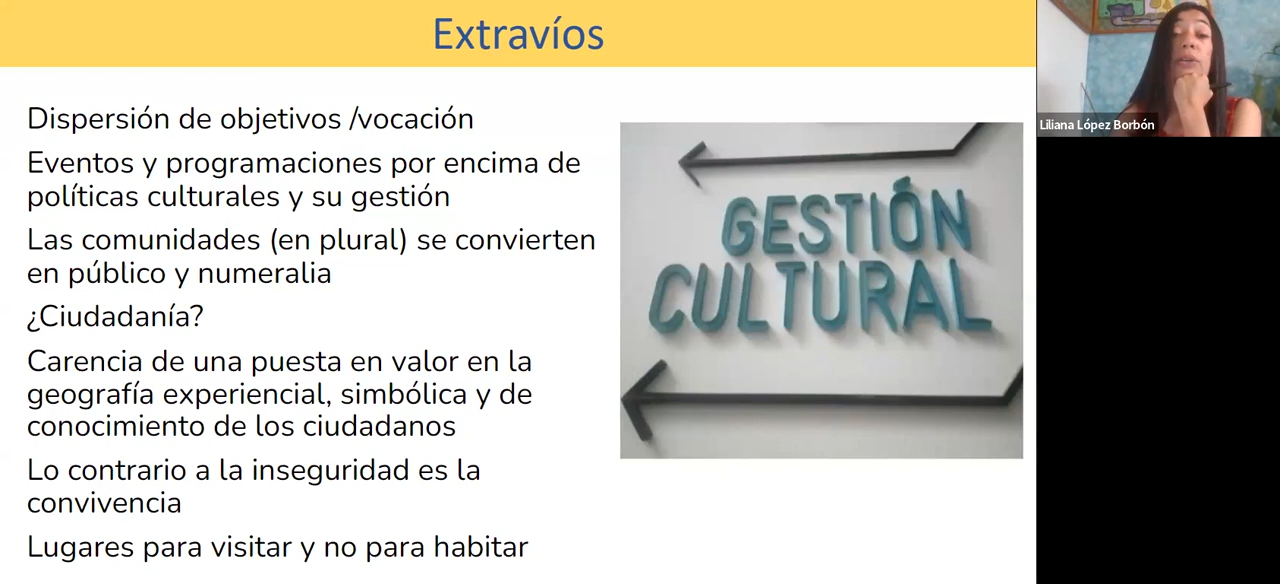 Extravíos
Dispersión de objetivos /vocación
Eventos y programaciones por encima de
políticas culturales y su gestión
Las comunidades (en plural) se convierten
en público y numeralia
¿Ciudadanía?
Carencia de una puesta en valor en la
geografía experiencial, simbólica y de
conocimiento de los ciudadanos
Lo contrario a la inseguridad es la
convivencia
Lugares para visitar y no para habitar
GESTIÓN
CULTURAL
Liliana López Borbón